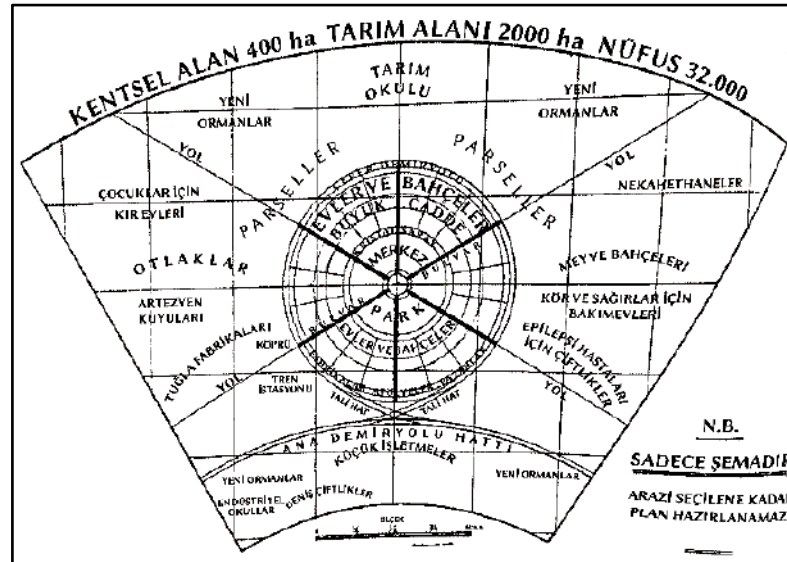 KENTSEL ALAN 400 ha TARIM ALANI 2000 ha NÜFUS 32.000
TARIM
OKULU
YENİ
ORMANLAR
YENİ
ORMANLAR
YOL
PARSELLER
PARSELLER
YOL
ÇOCUKLAR İÇİN
KIR EVLERİ
NEKAHETHANELER
EVLER VE BAHÇELER
BÜYÜK CADDE
MERKEZ
BULVAR
OTLAKLAR
MEYVE BAHÇELERİ
ARTEZYEN
KUYULARI
KÖR VE SAĞIRLAR İÇİN
BAKIMEVLERİ
PARK
BULVAR
EVLER VE BAHÇELER
TUĞLA FABRİKALARI
KÖPRÜ
EPİLEPSİ HASTALARI
İÇİN ÇİFTLİKLER
YOL
TREN
İSTASYONU
TALİ HAT
TALİ HAT
YOL
ANA DEMİRYOLU HATTI
KÜÇÜK İŞLETMELER
YENİ ORMANLAR
YENİ ORMANLAR
ENDÜSTRİYEL
OKULLAR
GENİŞ ÇİFTLİKLER
ÖLÇEK
N.B.
SADECE ŞEMADIR
ARAZİ SEÇİLENE KADAR
PLAN HAZIRLANAMAZ